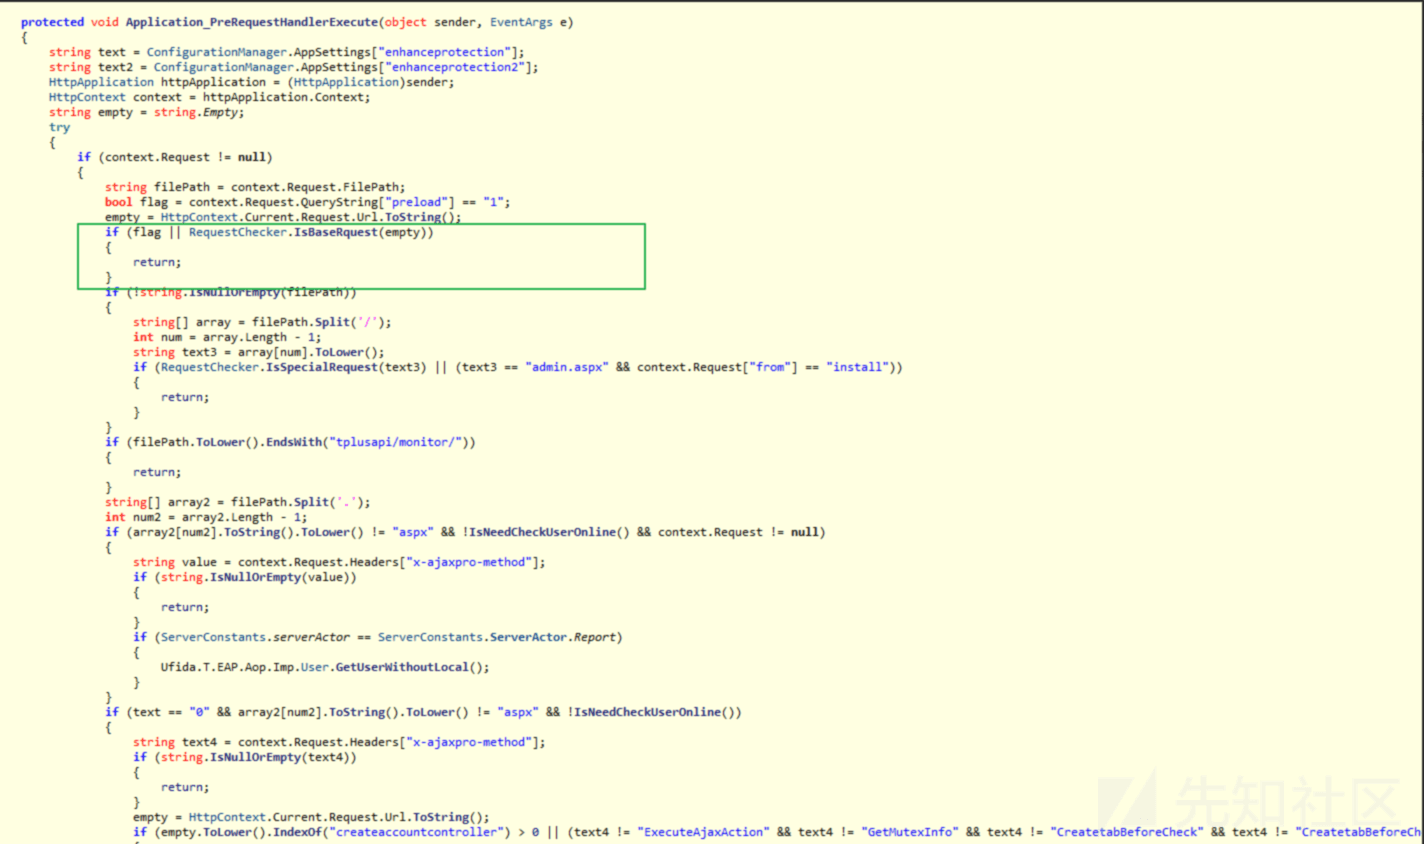 protected void Application_PreRequestHandlerExecute(object sender, EventArgs e)
{
string text = ConfigurationManager.AppSettings["enhanceprotection"];
string text2 = ConfigurationManager.AppSettings["enhanceprotection2"];
HttpApplication httpApplication = (HttpApplication)sender;
HttpContext context = httpApplication.Context;
string empty = string.Empty;
try
{
if (context.Request != null)
{
string filePath = context.Request.FilePath;
bool flag = context.Request.QueryString["preload"] == "1";
empty = HttpContext.Current.Request.Url.ToString();
if (flag || RequestChecker.IsBaseRquest(empty))
{
return;
}
if (!string.IsNullOrEmpty(filePath))
{
string[] array = filePath.Split('/');
int num = array.Length - 1;
string text3 = array[num].ToLower();
if (RequestChecker.IsSpecialRequest(text3) || (text3 == "admin.aspx" && context.Request["from"] == "install"))
{
return;
}
}
if (filePath.ToLower().EndsWith("tplusapi/monitor/"))
{
return;
}
string[] array2 = filePath.Split('.');
int num2 = array2.Length - 1;
if (array2[num2].ToString().ToLower() != "aspx" && !IsNeedCheckUserOnline() && context.Request != null)
{
string value = context.Request.Headers["x-ajaxpro-method"];
if (string.IsNullOrEmpty(value))
{
return;
}
if (ServerConstants.serverActor == ServerConstants.ServerActor.Report)
{
Ufida.T.EAP.Aop.Imp.User.GetUserWithoutLocal();
}
}
if (text == "0" && array2[num2].ToString().ToLower() != "aspx" && !IsNeedCheckUserOnline())
{
string text4 = context.Request.Headers["x-ajaxpro-method"];
if (string.IsNullOrEmpty(text4))
{
return;
}
empty = HttpContext.Current.Request.Url.ToString();
if (empty.ToLower().IndexOf("createaccountcontroller") > 0 || (text4 != "ExecuteAjaxAction" && text4 != "GetMutexInfo" && text4 != "CreatetabBeforeCheck" && text4 != "CreatetabBeforeCh
先知社区